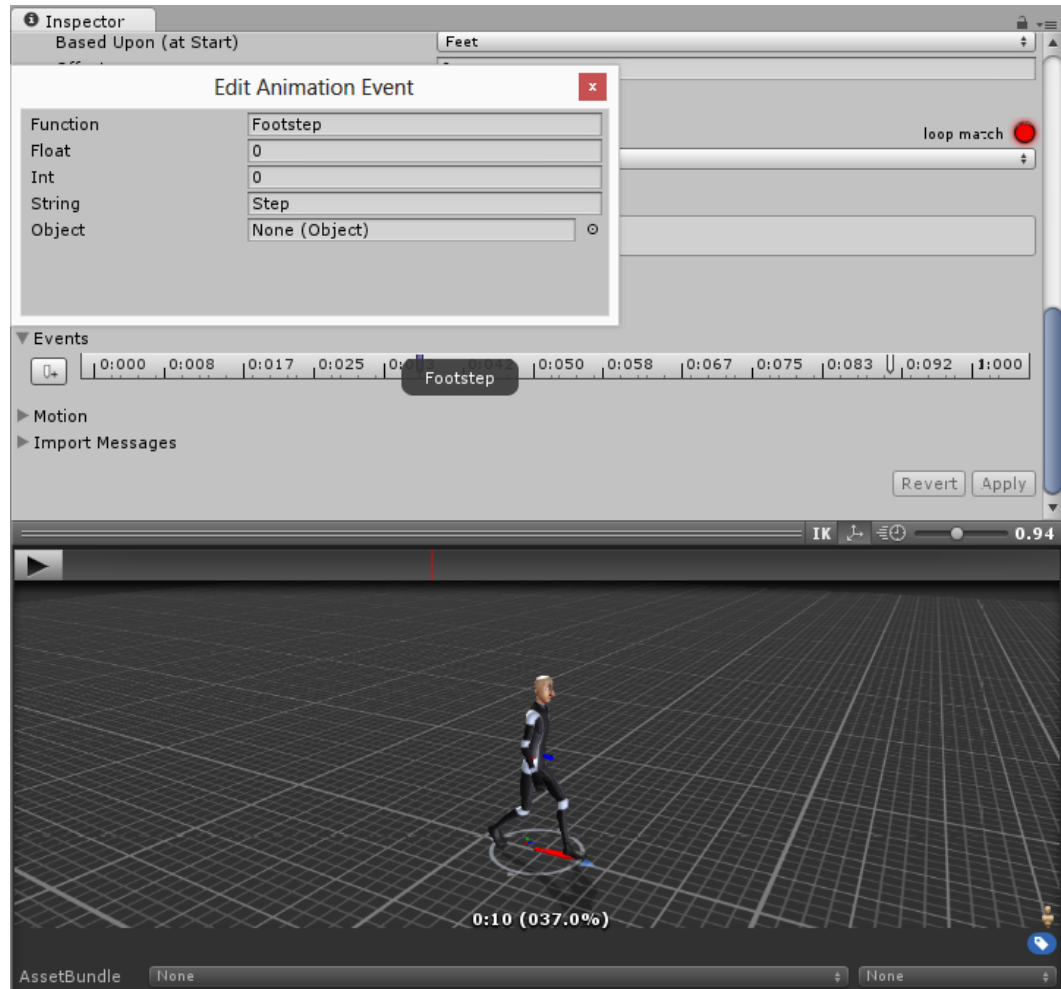 Inspector
Based Upon (at Start) Feet
Edit Animation Event x
Function Footstep
Float 0
loop match
Int 0
String Step
Object None (Object)
Events
0:000 0:008 0:017 0:025 0:042 0:050 0:058 0:067 0:075 0:083 0:092 1:000
Footstep
Motion
Import Messages
Revert Apply
IK 0.94
0:10 (037.0%)
AssetBundle None None